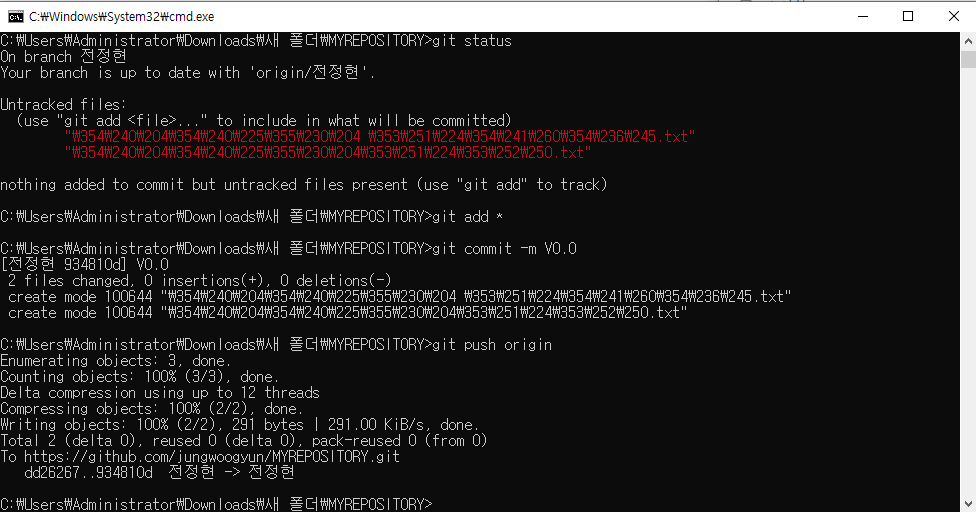 C:₩Windows₩System32₩cmd.exe
C:₩Users₩Administrator₩Downloads₩새 폴더₩MYREPOSITORY>git status
On branch 전정현
Your branch is up to date with 'origin/전정현'.
Untracked files:
(use "git add <file>..." to include in what will be committed)
"₩354₩240₩204₩354₩240₩225₩355₩230₩204 ₩353₩251₩224₩354₩241₩260₩354₩236₩245.txt"
"₩354₩240₩204₩354₩240₩225₩355₩230₩204₩353₩251₩224₩353₩252₩250.txt"
nothing added to commit but untracked files present (use "git add" to track)
C:₩Users₩Administrator₩Downloads₩새 폴더₩MYREPOSITORY>git add *
C:₩Users₩Administrator₩Downloads₩새 폴더₩MYREPOSITORY>git commit -m V0.0
[전정현 934810d] V0.0
2 files changed, 0 insertions(+), 0 deletions(-)
create mode 100644 "₩354₩240₩204₩354₩240₩225₩355₩230₩204 ₩353₩251₩224₩354₩241₩260₩354₩236₩245.txt"
create mode 100644 "₩354₩240₩204₩354₩240₩225₩355₩230₩204₩353₩251₩224₩353₩252₩250.txt"
C:₩Users₩Administrator₩Downloads₩새 폴더₩MYREPOSITORY>git push origin
Enumerating objects: 3, done.
Counting objects: 100% (3/3), done.
Delta compression using up to 12 threads
Compressing objects: 100% (2/2), done.
Writing objects: 100% (2/2), 291 bytes | 291.00 KiB/s, done.
Total 2 (delta 0), reused 0 (delta 0), pack-reused 0 (from 0)
To https://github.com/jungwoogyun/MYREPOSITORY.git
dd26267..934810d 전정현 -> 전정현
C:₩Users₩Administrator₩Downloads₩새 폴더₩MYREPOSITORY>